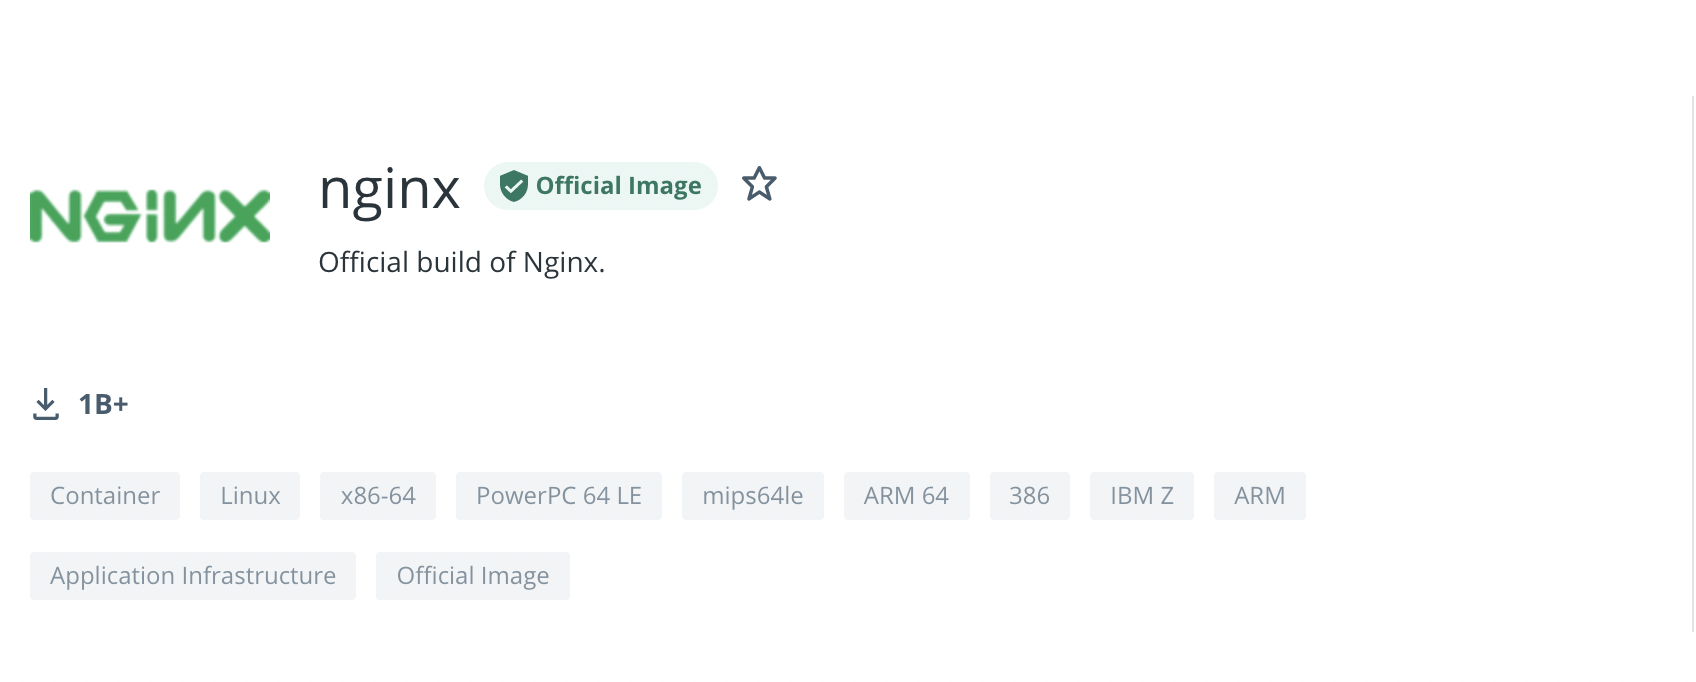 NGINX
nginx Official Image
Official build of Nginx.
1B+
Container Linux x86-64 PowerPC 64 LE mips64le ARM 64 386 IBM Z ARM
Application Infrastructure Official Image